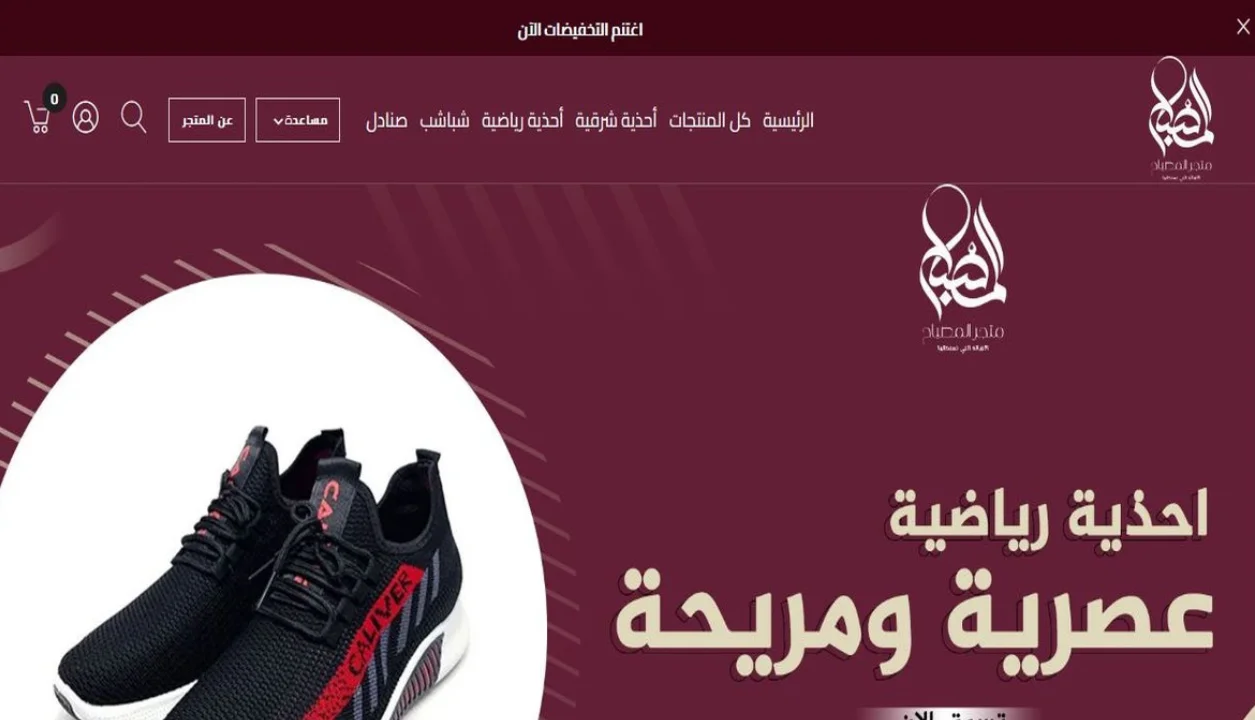 اغتنم التخفيضات الآن
X
الرئيسية كل المنتجات أحذية شرقية أحذية رياضية شباشب صنادل
مساعدة
عن المتجر
0
المصباح
متجر المصباح
المصباح
متجر المصباح
احذية رياضية
عصرية ومريحة
CALIVER